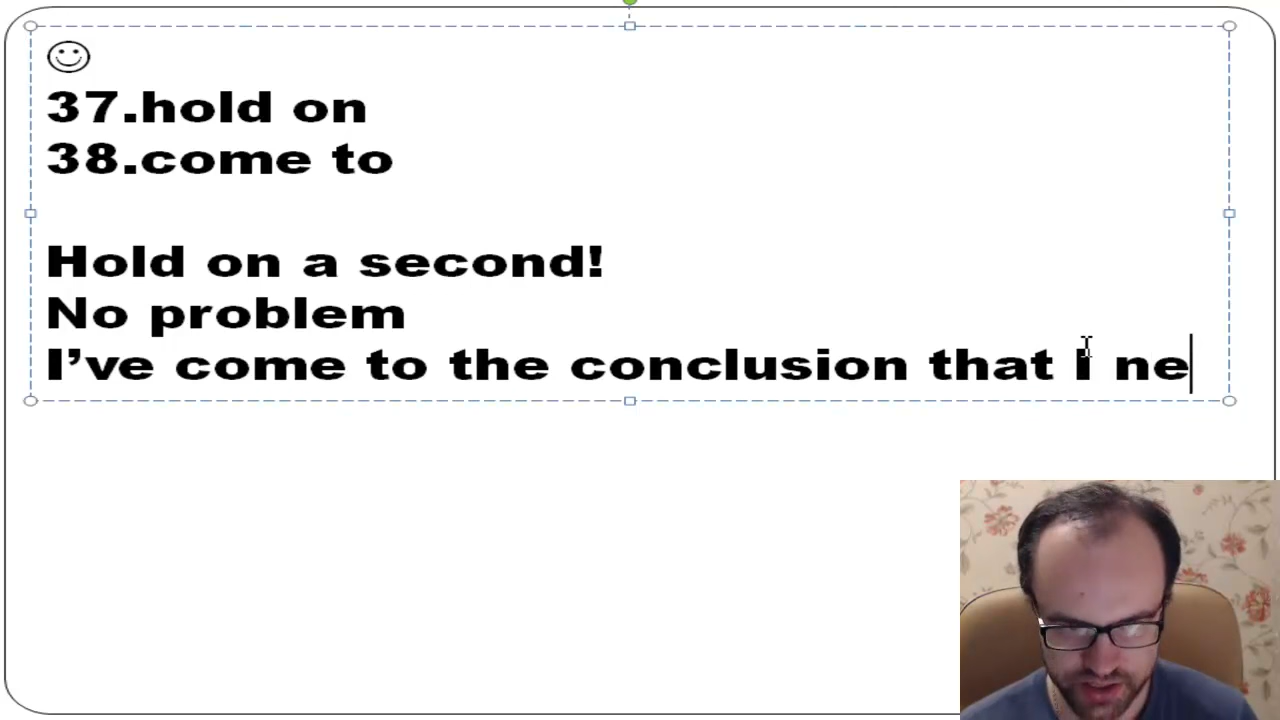 37.hold on
38.come to
Hold on a second!
No problem
I’ve come to the conclusion that I ne